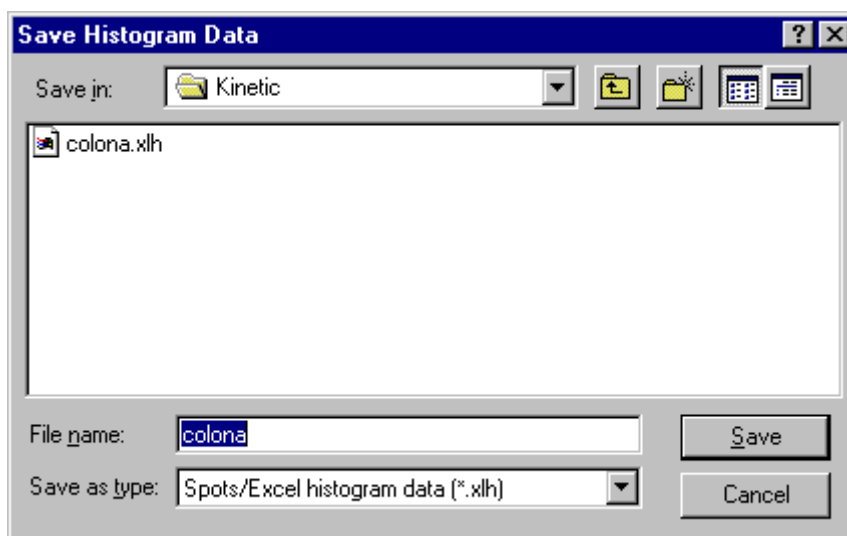 Save Histogram Data
Save in: Kinetic
colona.xlh
File name: colona Save
Save as type: Spots/Excel histogram data (*.xlh) Cancel